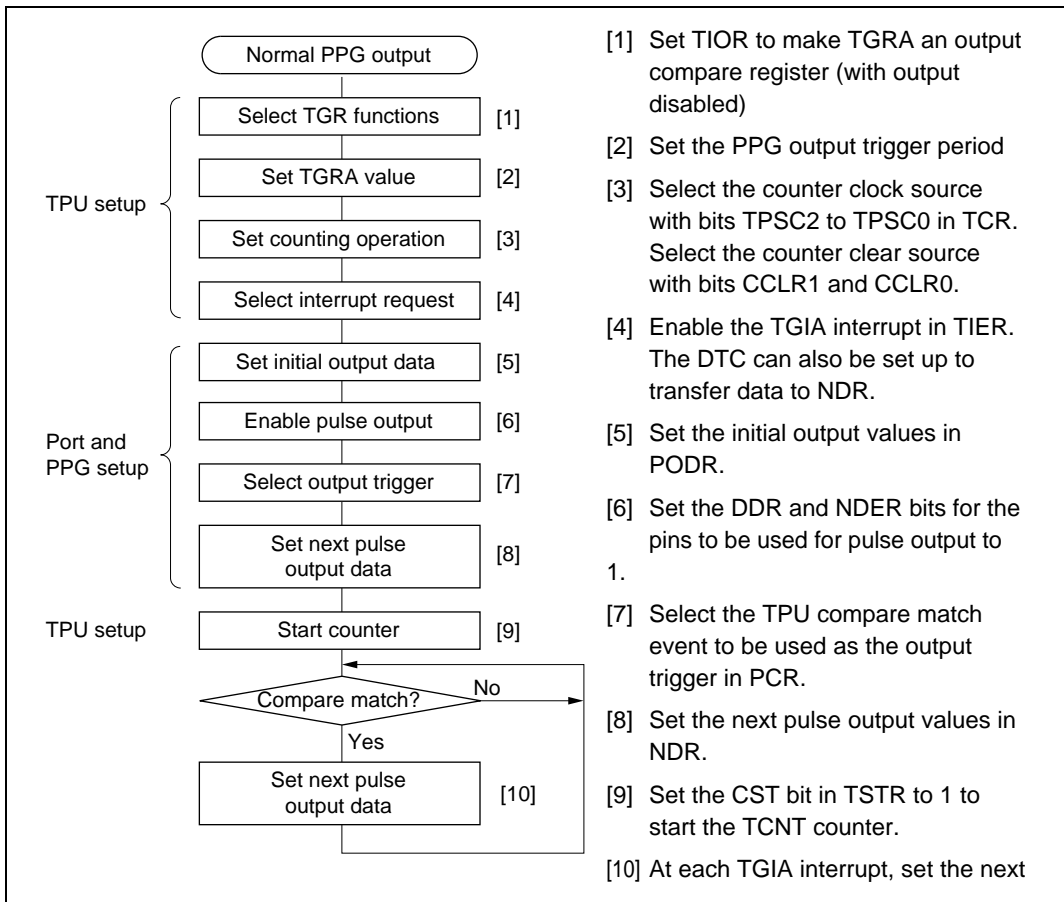 Normal PPG output
Select TGR functions [1]
Set TGRA value [2]
Set counting operation [3]
Select interrupt request [4]
TPU setup
Set initial output data [5]
Enable pulse output [6]
Select output trigger [7]
Set next pulse
output data [8]
Port and
PPG setup
TPU setup
Start counter [9]
Compare match?
No
Yes
Set next pulse
output data [10]
[1] Set TIOR to make TGRA an output
compare register (with output
disabled)
[2] Set the PPG output trigger period
[3] Select the counter clock source
with bits TPSC2 to TPSC0 in TCR.
Select the counter clear source
with bits CCLR1 and CCLR0.
[4] Enable the TGIA interrupt in TIER.
The DTC can also be set up to
transfer data to NDR.
[5] Set the initial output values in
PODR.
[6] Set the DDR and NDER bits for the
pins to be used for pulse output to
1.
[7] Select the TPU compare match
event to be used as the output
trigger in PCR.
[8] Set the next pulse output values in
NDR.
[9] Set the CST bit in TSTR to 1 to
start the TCNT counter.
[10] At each TGIA interrupt, set the next